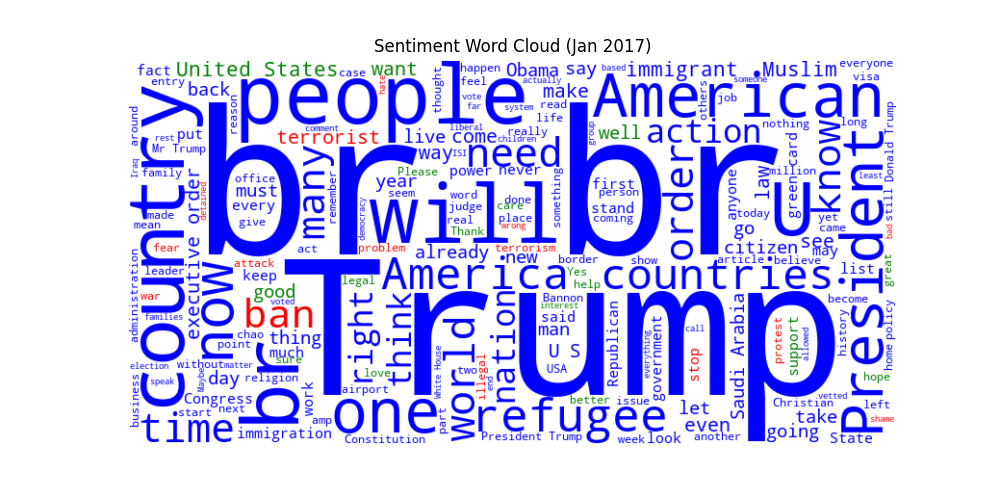 Sentiment Word Cloud (Jan 2017)
fact
United States
case
want
hate
thought
happen
feel
actually
Obama
say
based
immigrant
someone
Muslim
everyone
visa
entry
back
reason
people
vote
far
system
read
life
make
American
others
job
around
rest
put
Mr Trump
comment
terrorist
liberal
children
live
come
really
group
well
action
nothing
long
country
Iraq
family
made
mean
office
must
every
give
br
many
remember
seem
year
Please
way
ISI
need
power
never
something
first
person
stand
coming
br
order
anyone
law
green card
million
know
least
still
Donald Trump
detained
executive order
democracy
will
word
judge
real
Thank
done
care
place
wrong
today
u
go
citizen
see
yet
came
may
bad
fear
leader
war
administration
attack
keep
act
problem
already
terrorism
new
border
show
article
believe
list
President
great
now
good
voted
legal
America
Yes
help
countries
become
families
ban
chao
point
thing
much
sure
Trump
right
think
love
airport
world
White House
two
illegal
end
nation
Bannon
interest
said
man
U S
USA
Republican
everything
government
call
stop
Saudi Arabia
protest
support
allowed
history
policy
home
hope
election
speak
business
without
matter
Maybe
day
religion
Congress
br
work
one
part
refugee
better
issue
let
even
Christian
vetted
take
left
shame
time
start
next
immigration
amp
Constitution
President Trump
week
look
another
going
State